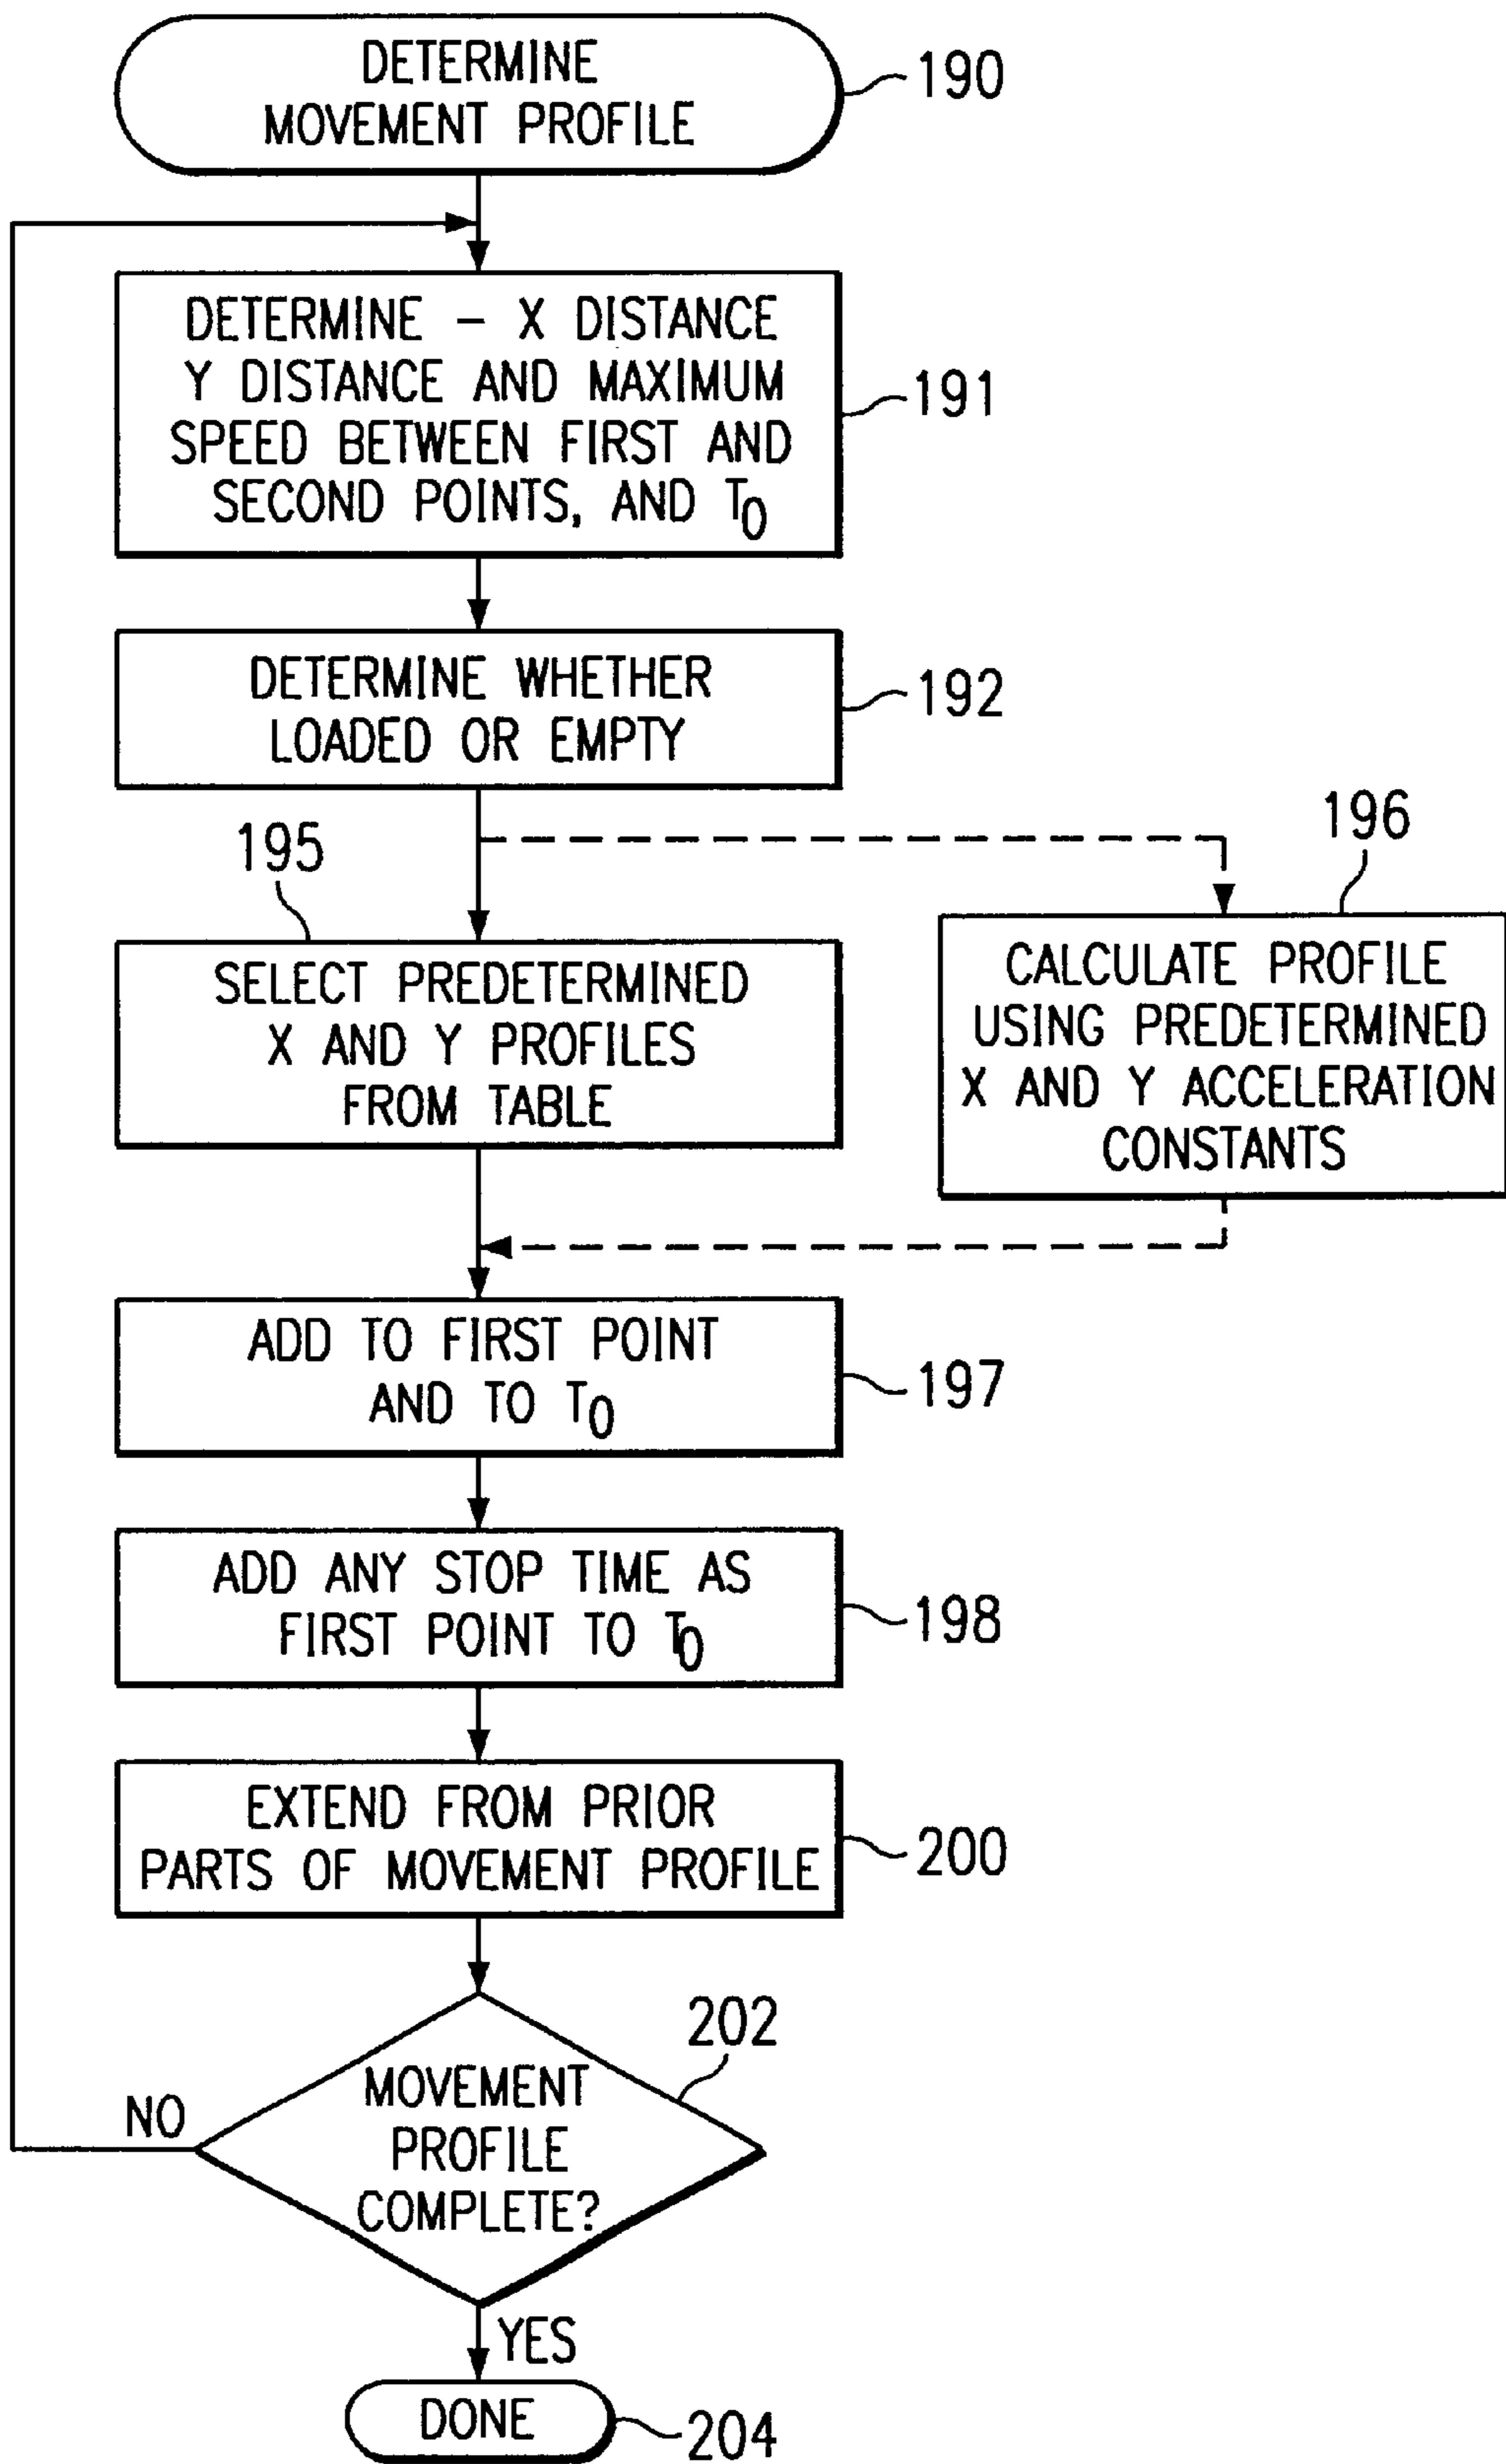 DETERMINE
MOVEMENT PROFILE
190
DETERMINE – X DISTANCE
Y DISTANCE AND MAXIMUM
SPEED BETWEEN FIRST AND
SECOND POINTS, AND T0
191
DETERMINE WHETHER
LOADED OR EMPTY
192
195
SELECT PREDETERMINED
X AND Y PROFILES
FROM TABLE
196
CALCULATE PROFILE
USING PREDETERMINED
X AND Y ACCELERATION
CONSTANTS
ADD TO FIRST POINT
AND TO T0
197
ADD ANY STOP TIME AS
FIRST POINT TO T0
198
EXTEND FROM PRIOR
PARTS OF MOVEMENT PROFILE
200
202
MOVEMENT
PROFILE
COMPLETE?
NO
YES
DONE
204